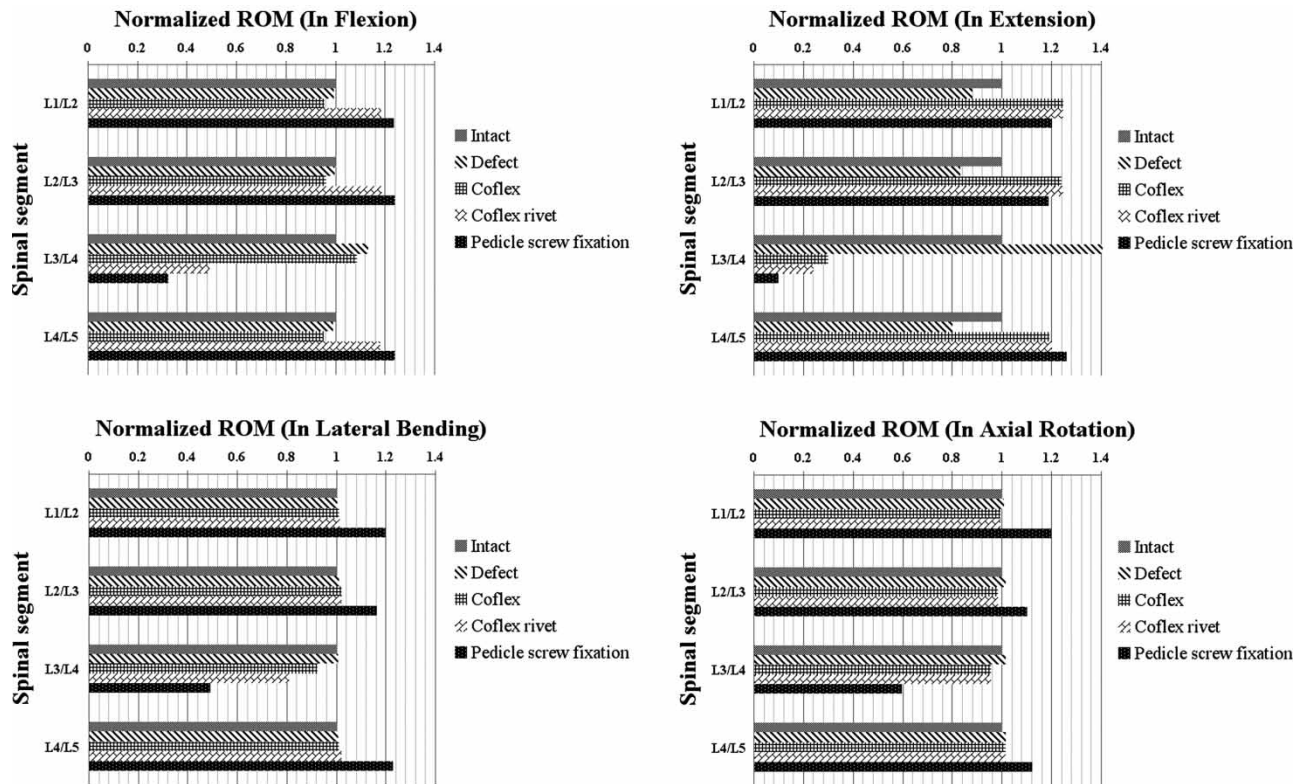 Normalized ROM (In Flexion)
0 0.2 0.4 0.6 0.8 1 1.2 1.4
Spinal segment
L1/L2
L2/L3
L3/L4
L4/L5
Intact
Defect
Coflex
Coflex rivet
Pedicle screw fixation
Normalized ROM (In Extension)
0 0.2 0.4 0.6 0.8 1 1.2 1.4
Spinal segment
L1/L2
L2/L3
L3/L4
L4/L5
Intact
Defect
Coflex
Coflex rivet
Pedicle screw fixation
Normalized ROM (In Lateral Bending)
0 0.2 0.4 0.6 0.8 1 1.2 1.4
Spinal segment
L1/L2
L2/L3
L3/L4
L4/L5
Intact
Defect
Coflex
Coflex rivet
Pedicle screw fixation
Normalized ROM (In Axial Rotation)
0 0.2 0.4 0.6 0.8 1 1.2 1.4
Spinal segment
L1/L2
L2/L3
L3/L4
L4/L5
Intact
Defect
Coflex
Coflex rivet
Pedicle screw fixation